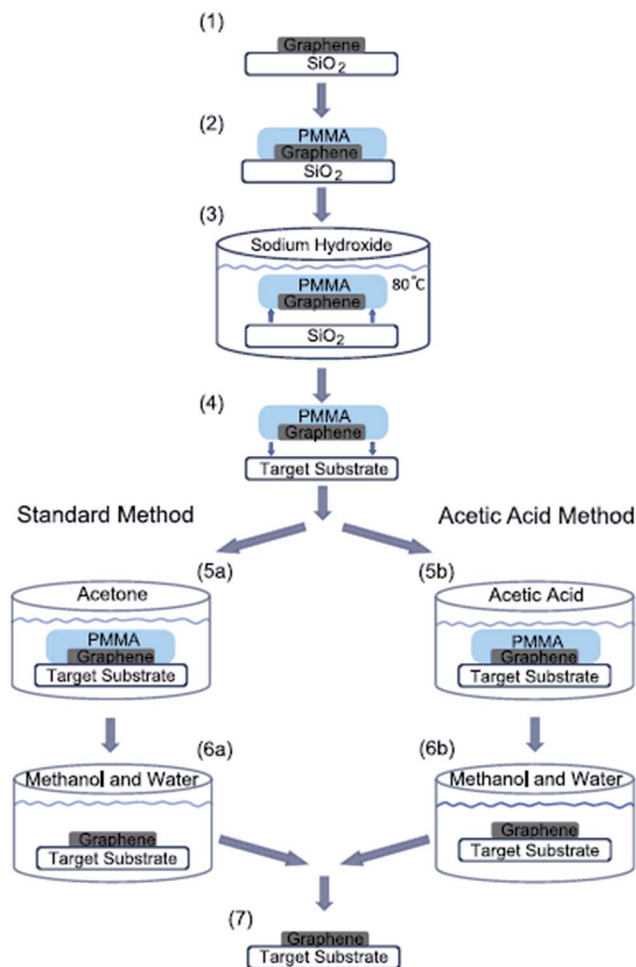 (1)
Graphene
SiO2
(2)
PMMA
Graphene
SiO2
(3)
Sodium Hydroxide
PMMA
80°C
Graphene
SiO2
(4)
PMMA
Graphene
Target Substrate
Standard Method
Acetic Acid Method
(5a)
Acetone
PMMA
Graphene
Target Substrate
(5b)
Acetic Acid
PMMA
Graphene
Target Substrate
(6a)
Methanol and Water
Graphene
Target Substrate
(6b)
Methanol and Water
Graphene
Target Substrate
(7)
Graphene
Target Substrate